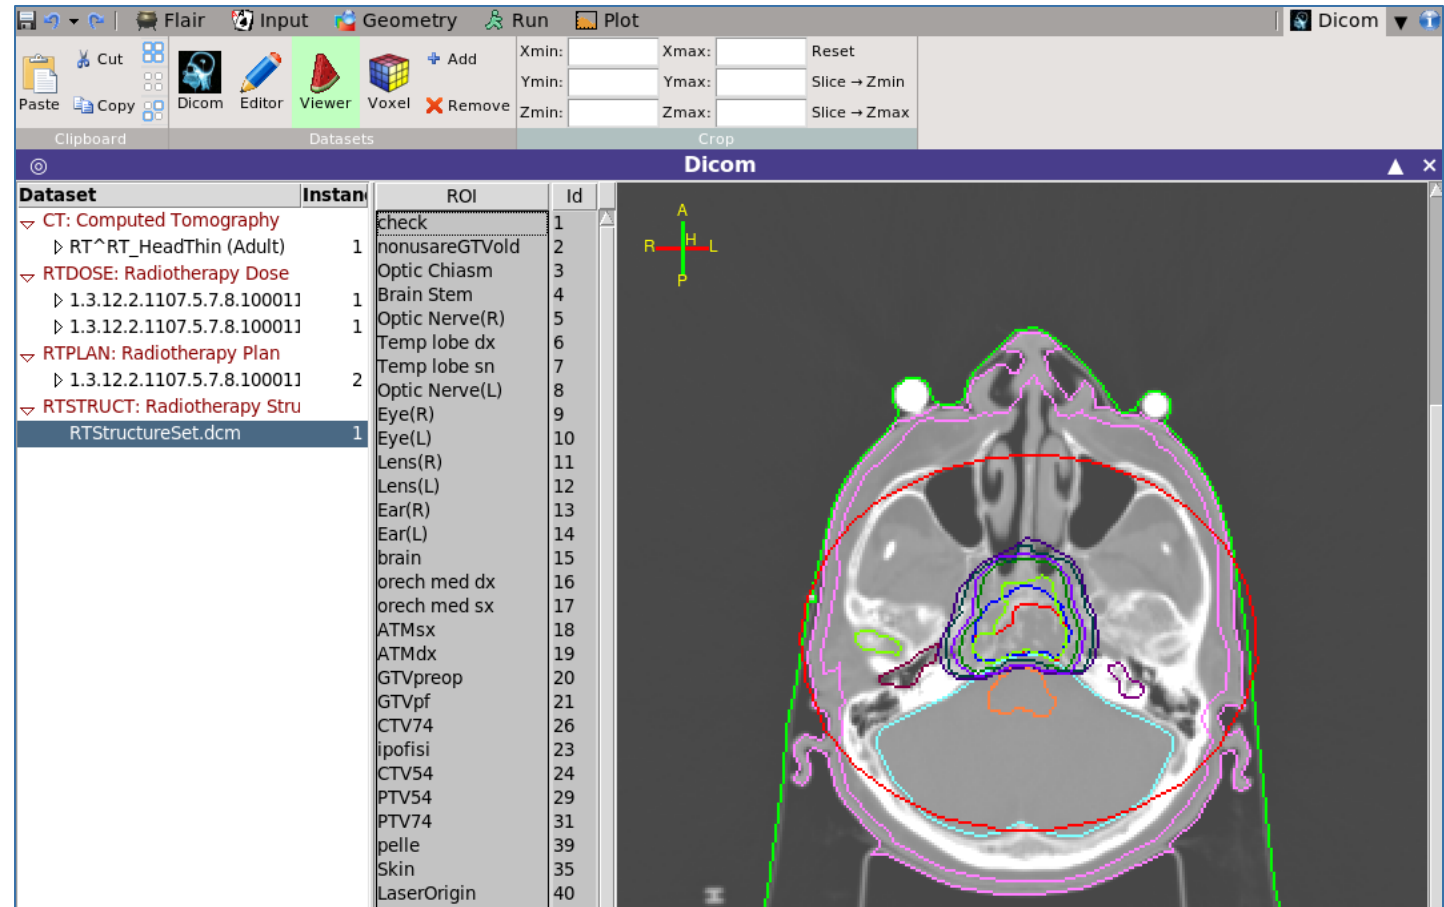 Flair Input Geometry Run Plot Dicom
Paste Cut Copy
Dicom Editor Viewer Voxel
Add
Remove
Xmin: Xmax: Reset
Ymin: Ymax: Slice → Zmin
Zmin: Zmax: Slice → Zmax
Clipboard Datasets Crop
Dicom
Dataset Instan
CT: Computed Tomography
RT^RT_HeadThin (Adult) 1
RTDOSE: Radiotherapy Dose
1.3.12.2.1107.5.7.8.100011 1
1.3.12.2.1107.5.7.8.100011 1
RTPLAN: Radiotherapy Plan
1.3.12.2.1107.5.7.8.100011 2
RTSTRUCT: Radiotherapy Stru
RTStructureSet.dcm 1
ROI Id
check 1
nonusareGTVold 2
Optic Chiasm 3
Brain Stem 4
Optic Nerve(R) 5
Temp lobe dx 6
Temp lobe sn 7
Optic Nerve(L) 8
Eye(R) 9
Eye(L) 10
Lens(R) 11
Lens(L) 12
Ear(R) 13
Ear(L) 14
brain 15
orech med dx 16
orech med sx 17
ATMsx 18
ATMdx 19
GTVpreop 20
GTVpf 21
CTV74 26
ipofisi 23
CTV54 24
PTV54 29
PTV74 31
pelle 39
Skin 35
LaserOrigin 40
A
R H L
P